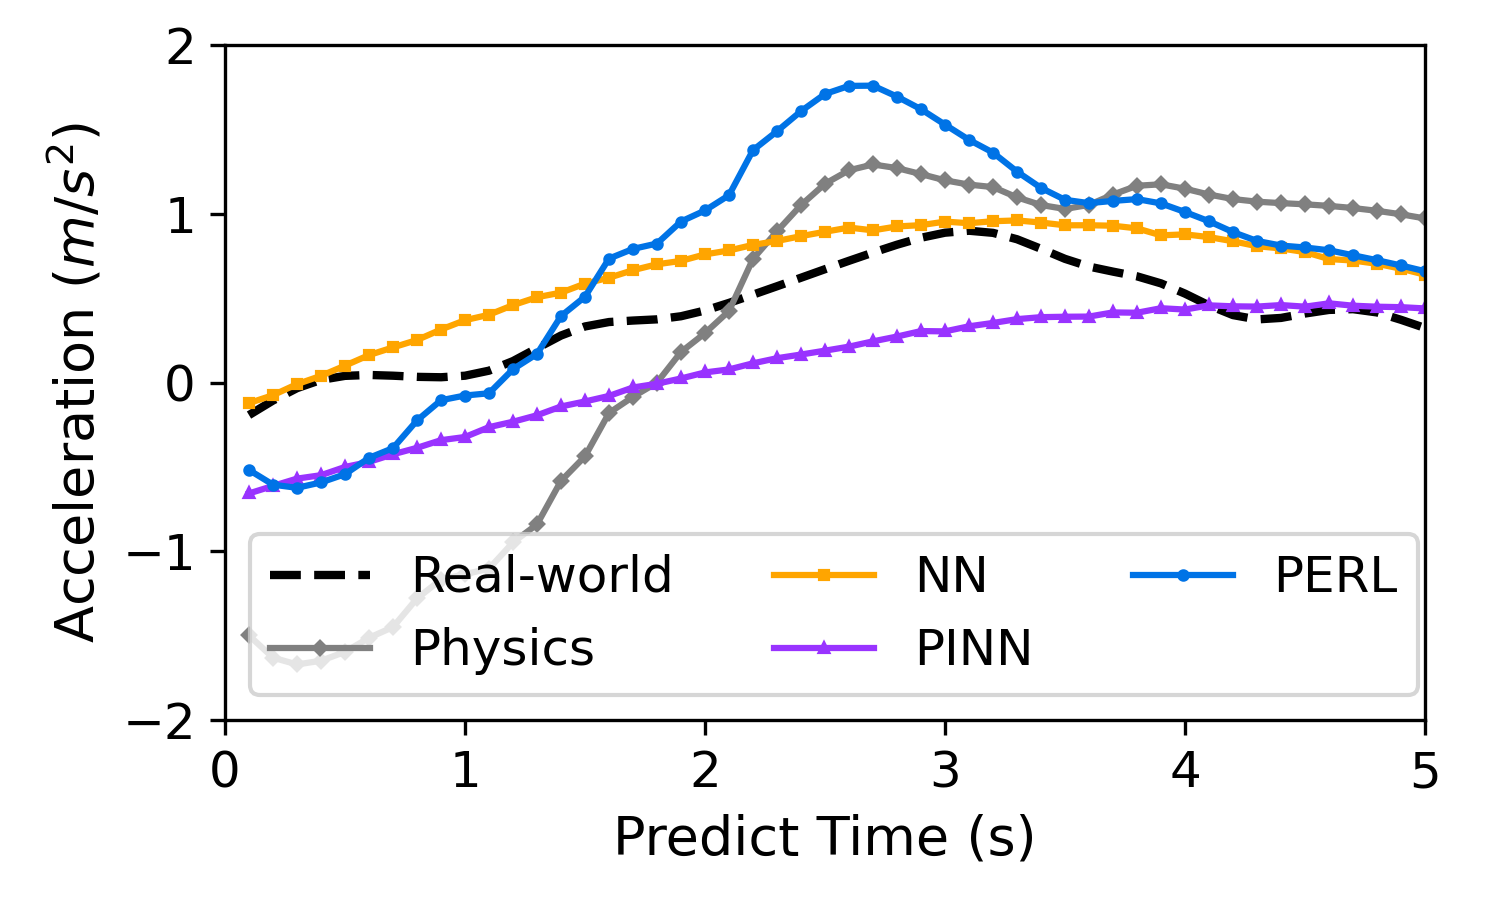 Acceleration (m/s²)
2
1
0
−1
−2
Real-world
NN
PERL
Physics
PINN
0 1 2 3 4 5
Predict Time (s)